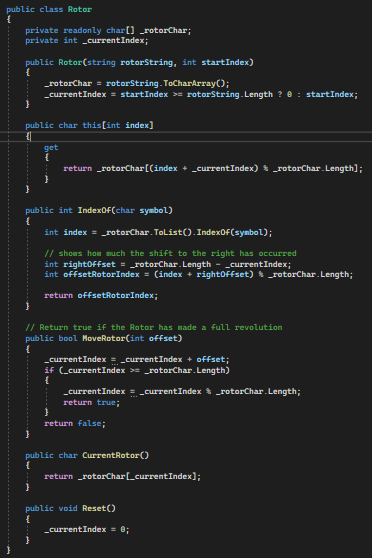 public class Rotor
{
    private readonly char[] _rotorChar;
    private int _currentIndex;

    public Rotor(string rotorString, int startIndex)
    {
        _rotorChar = rotorString.ToCharArray();
        _currentIndex = startIndex >= rotorString.Length ? 0 : startIndex;
    }

    public char this[int index]
    {
        get
        {
            return _rotorChar[(index + _currentIndex) % _rotorChar.Length];
        }
    }

    public int IndexOf(char symbol)
    {
        int index = _rotorChar.ToList().IndexOf(symbol);

        // shows how much the shift to the right has occurred
        int rightOffset = _rotorChar.Length - _currentIndex;
        int offsetRotorIndex = (index + rightOffset) % _rotorChar.Length;

        return offsetRotorIndex;
    }

    // Return true if the Rotor has made a full revolution
    public bool MoveRotor(int offset)
    {
        _currentIndex = _currentIndex + offset;
        if (_currentIndex >= _rotorChar.Length)
        {
            _currentIndex = _currentIndex % _rotorChar.Length;
            return true;
        }
        return false;
    }

    public char CurrentRotor()
    {
        return _rotorChar[_currentIndex];
    }

    public void Reset()
    {
        _currentIndex = 0;
    }
}